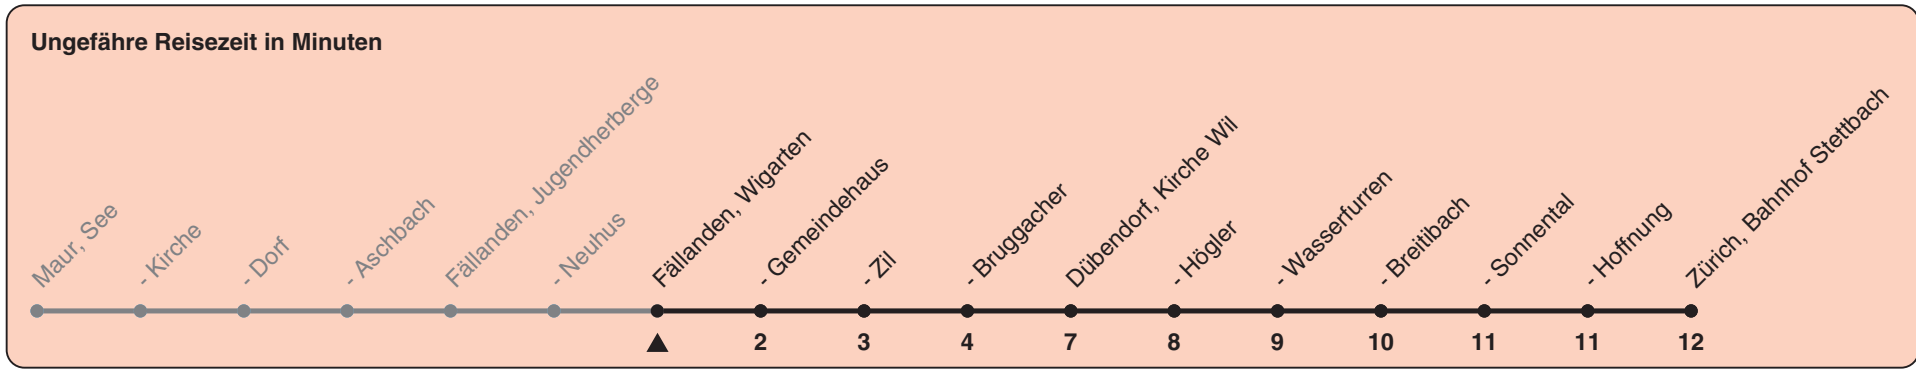 Ungefähre Reisezeit in Minuten
Maur, See
- Kirche
- Dorf
- Aschbach
Fällanden, Jugendherberge
- Neuhus
Fällanden, Wigarten
- Gemeindehaus
- Zil
- Bruggacher
Dübendorf, Kirche Wil
- Högler
- Wasserfurren
- Breitibach
- Sonnental
- Hoffnung
Zürich, Bahnhof Stettbach
2 3 4 7 8 9 10 11 11 12